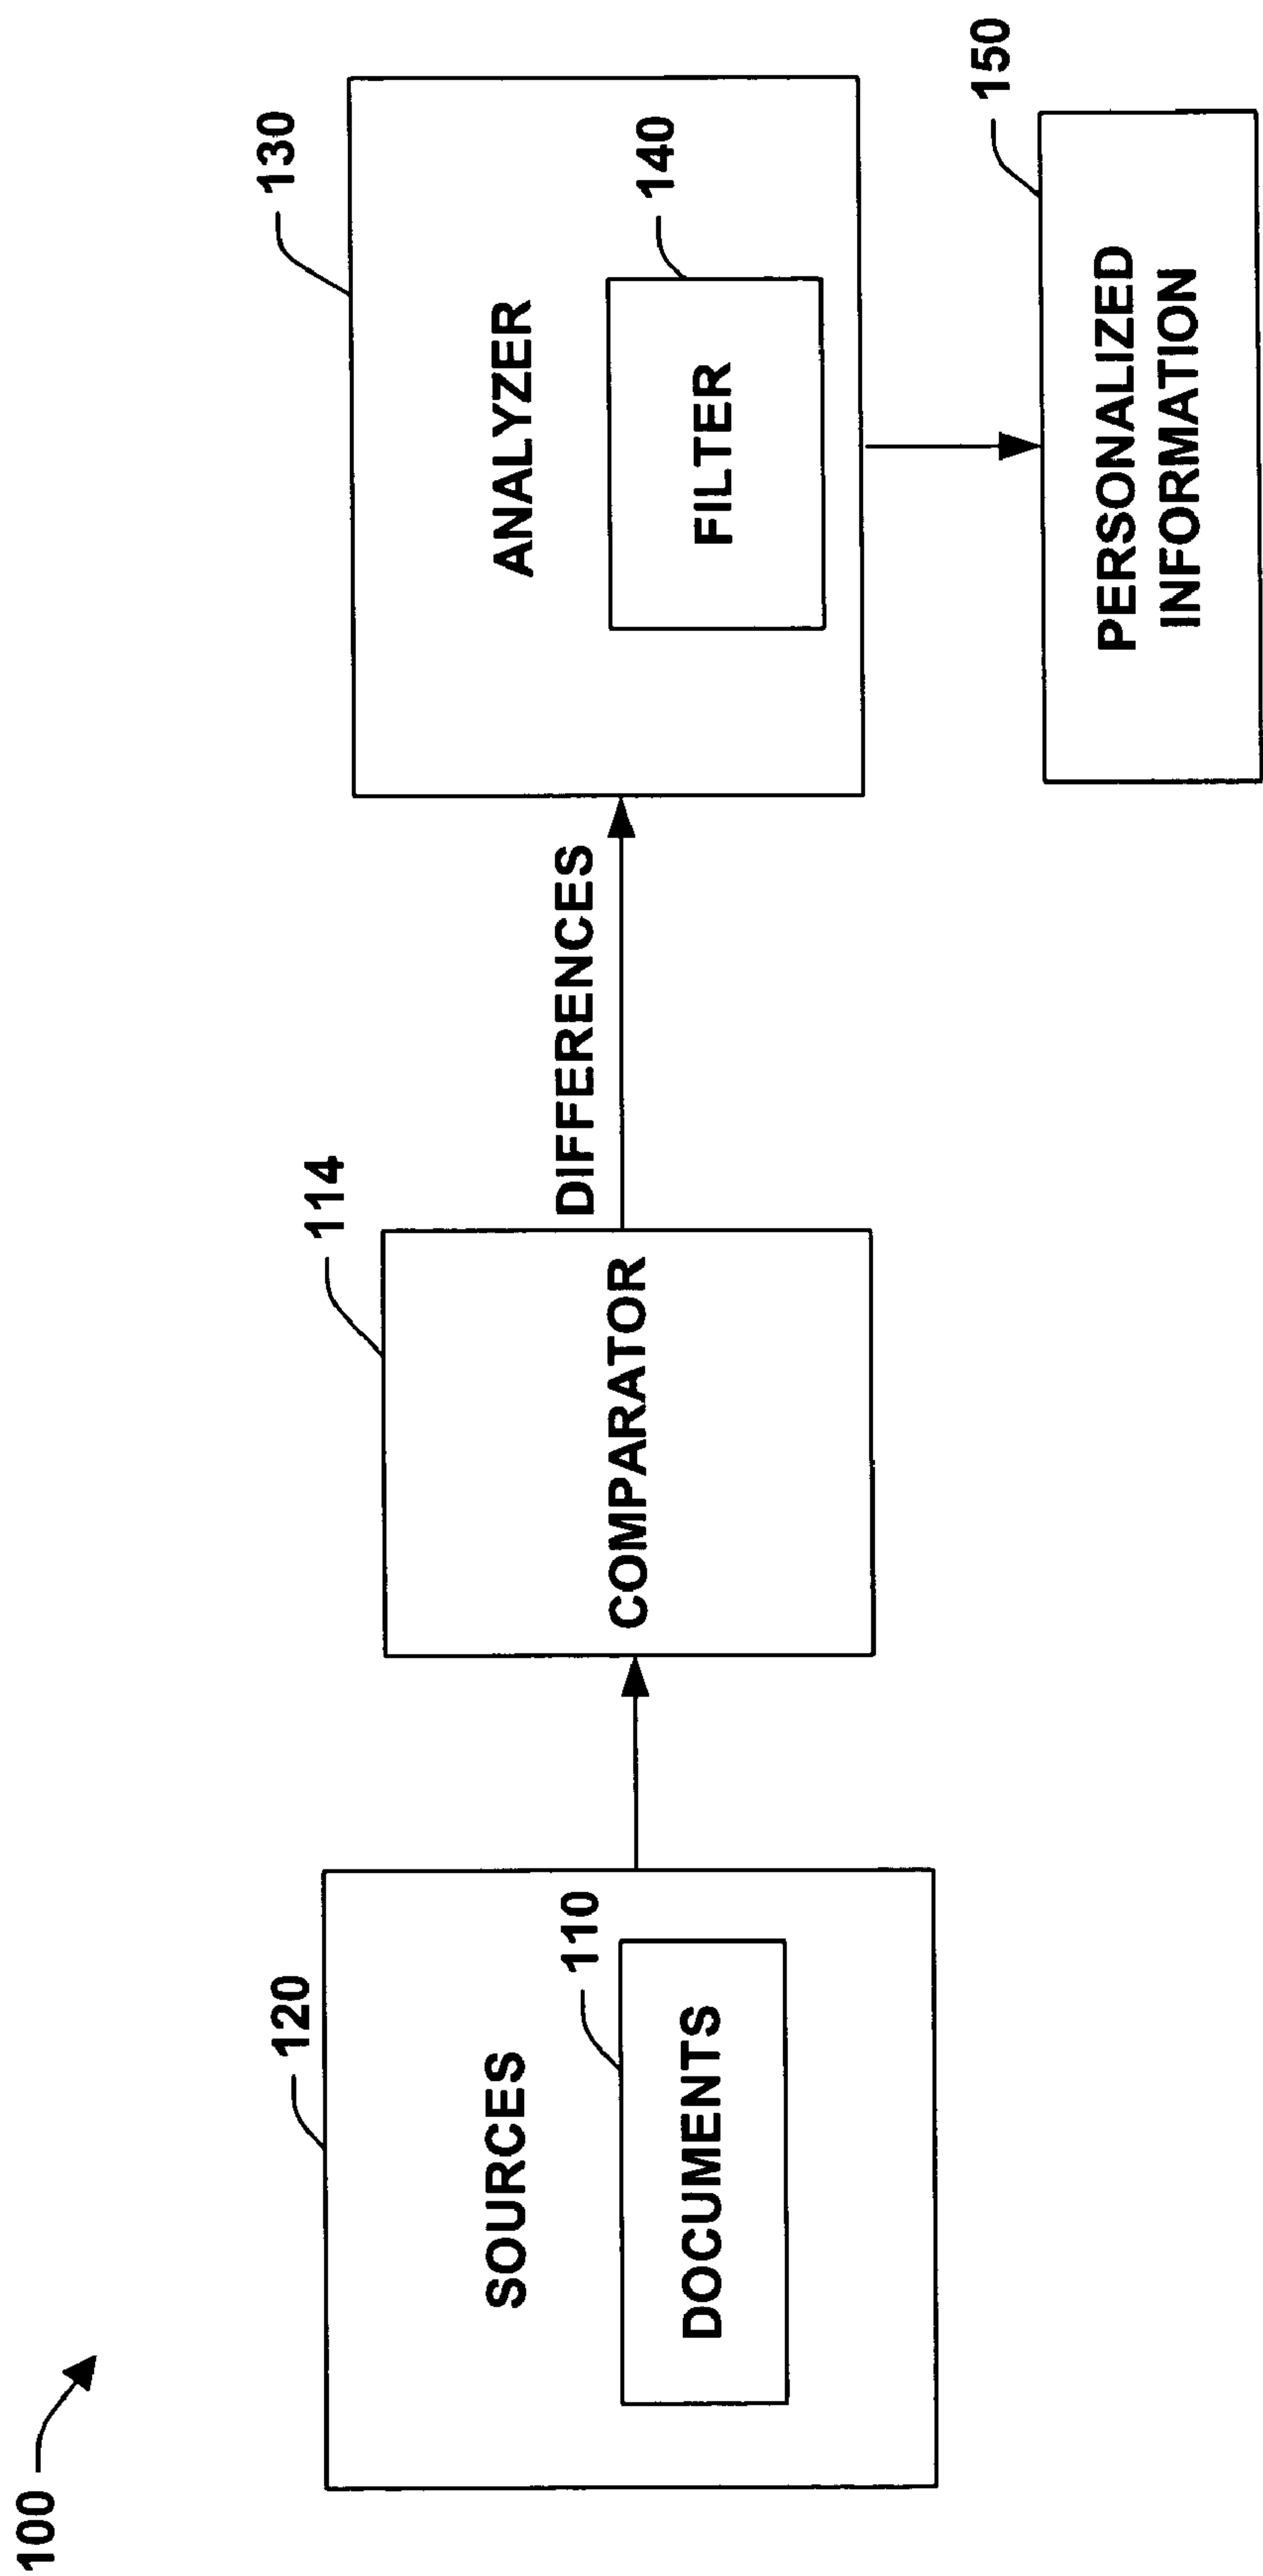 100
120
SOURCES
110
DOCUMENTS
114
COMPARATOR
DIFFERENCES
130
ANALYZER
140
FILTER
150
PERSONALIZED
INFORMATION